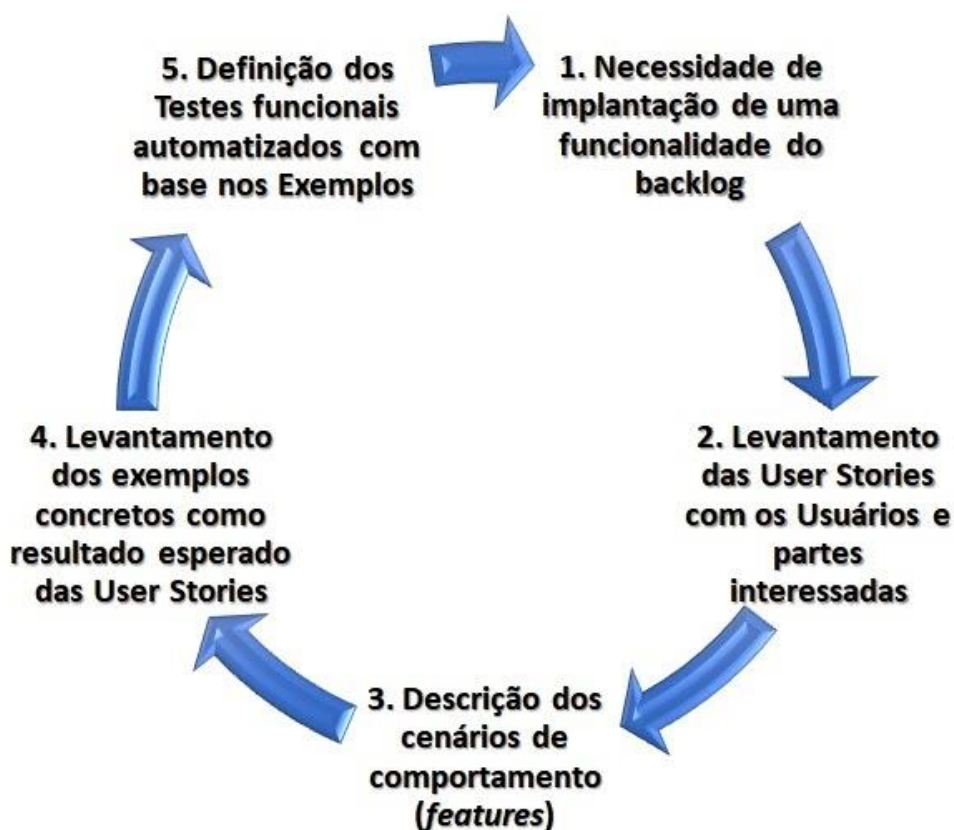 1. Necessidade de
implantação de uma
funcionalidade do
backlog
2. Levantamento
das User Stories
com os Usuários e
partes
interessadas
3. Descrição dos
cenários de
comportamento
(features)
4. Levantamento
dos exemplos
concretos como
resultado esperado
das User Stories
5. Definição dos
Testes funcionais
automatizados com
base nos Exemplos